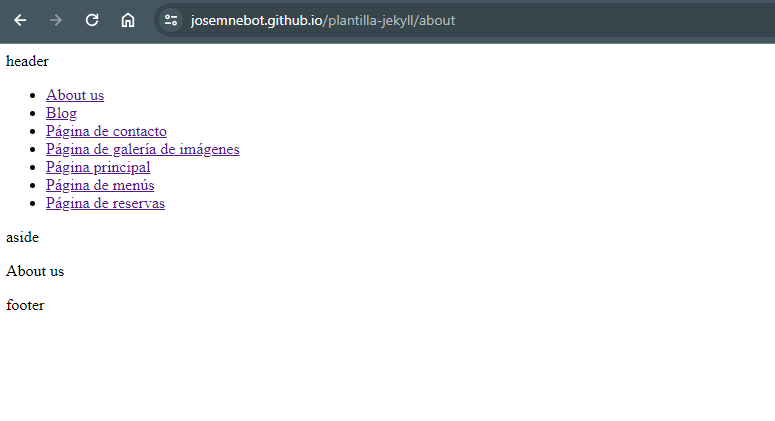 josemnebot.github.io/plantilla-jekyll/about
header
About us
Blog
Página de contacto
Página de galería de imágenes
Página principal
Página de menús
Página de reservas
aside
About us
footer